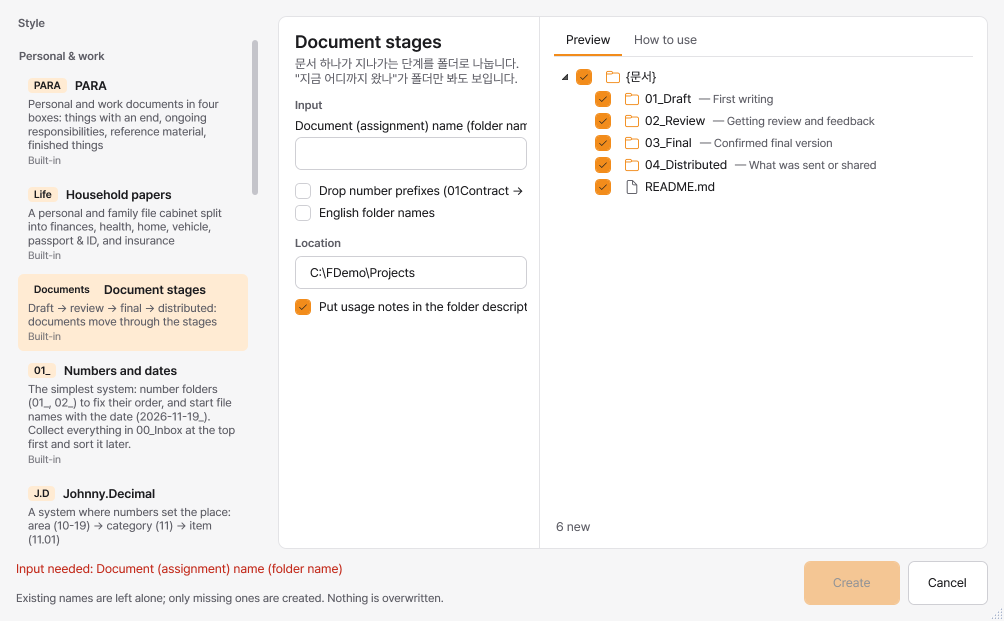 Style
Personal & work
PARA PARA
Personal and work documents in four
boxes: things with an end, ongoing
responsibilities, reference material,
finished things
Built-in
Life Household papers
A personal and family file cabinet split
into finances, health, home, vehicle,
passport & ID, and insurance
Built-in
Documents Document stages
Draft → review → final → distributed:
documents move through the stages
Built-in
01_ Numbers and dates
The simplest system: number folders
(01_, 02_) to fix their order, and start file
names with the date (2026-11-19_).
Collect everything in 00_Inbox at the top
first and sort it later.
Built-in
J.D Johnny.Decimal
A system where numbers set the place:
area (10-19) → category (11) → item
(11.01)
Document stages
문서 하나가 지나가는 단계를 폴더로 나눕니다.
"지금 어디까지 왔나"가 폴더만 봐도 보입니다.
Input
Document (assignment) name (folder nam
Drop number prefixes (01Contract →
English folder names
Location
C:\FDemo\Projects
Put usage notes in the folder descript
Preview How to use
{문서}
01_Draft — First writing
02_Review — Getting review and feedback
03_Final — Confirmed final version
04_Distributed — What was sent or shared
README.md
6 new
Input needed: Document (assignment) name (folder name)
Existing names are left alone; only missing ones are created. Nothing is overwritten.
Create
Cancel